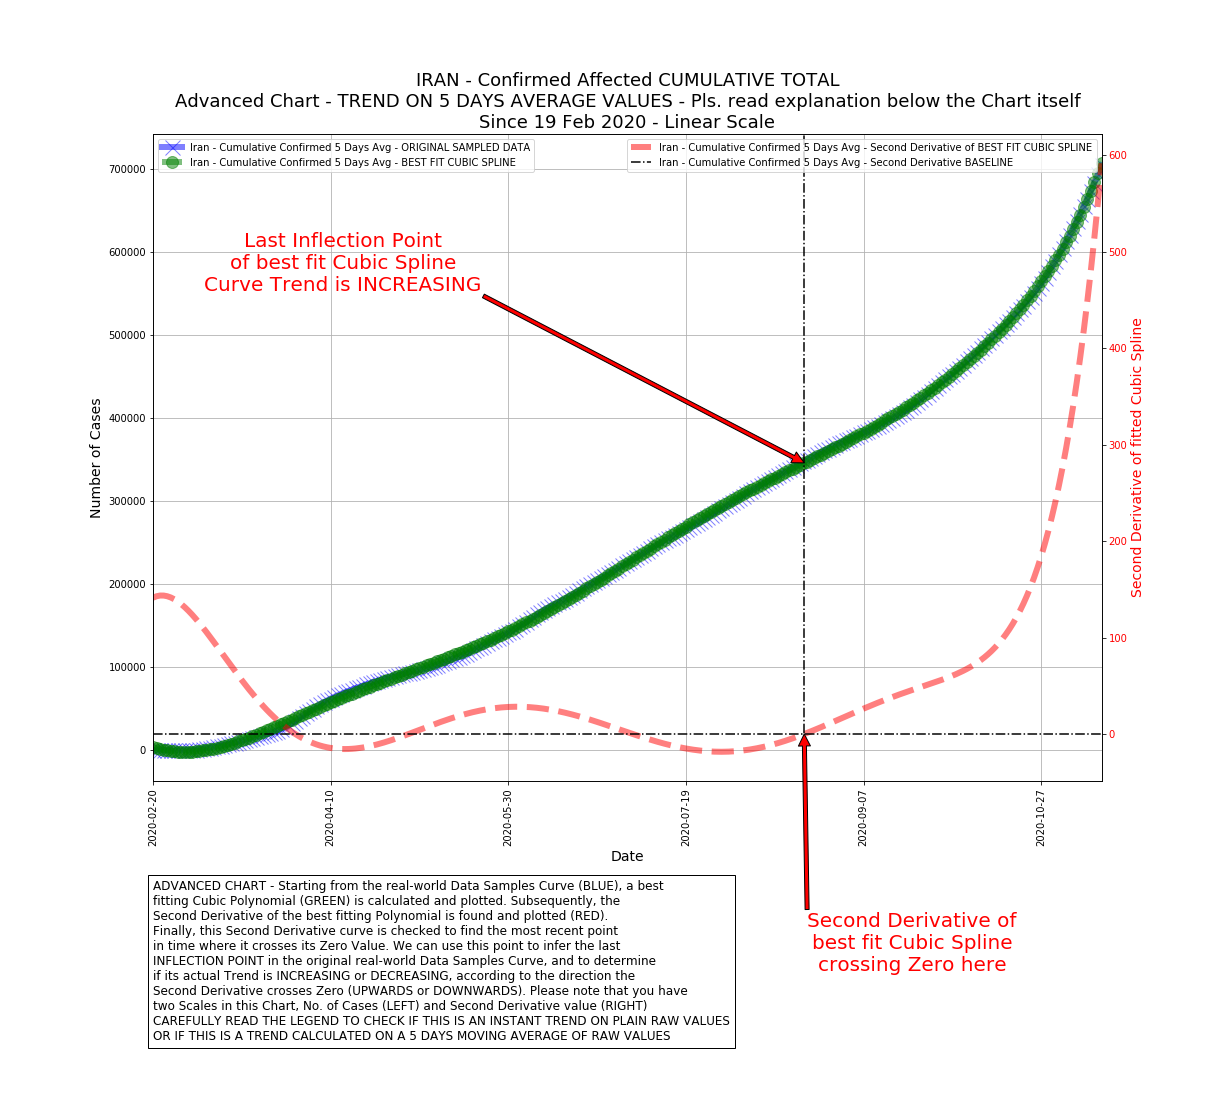 IRAN - Confirmed Affected CUMULATIVE TOTAL
Advanced Chart - TREND ON 5 DAYS AVERAGE VALUES - Pls. read explanation below the Chart itself
Since 19 Feb 2020 - Linear Scale
Iran - Cumulative Confirmed 5 Days Avg - ORIGINAL SAMPLED DATA
Iran - Cumulative Confirmed 5 Days Avg - BEST FIT CUBIC SPLINE
Iran - Cumulative Confirmed 5 Days Avg - Second Derivative of BEST FIT CUBIC SPLINE
Iran - Cumulative Confirmed 5 Days Avg - Second Derivative BASELINE
Last Inflection Point
of best fit Cubic Spline
Curve Trend is INCREASING
Number of Cases
700000
600000
500000
400000
300000
200000
100000
0
600
500
400
300
200
100
0
Second Derivative of fitted Cubic Spline
2020-02-20
2020-04-10
2020-05-30
2020-07-19
2020-09-07
2020-10-27
Date
ADVANCED CHART - Starting from the real-world Data Samples Curve (BLUE), a best
fitting Cubic Polynomial (GREEN) is calculated and plotted. Subsequently, the
Second Derivative of the best fitting Polynomial is found and plotted (RED).
Finally, this Second Derivative curve is checked to find the most recent point
in time where it crosses its Zero Value. We can use this point to infer the last
INFLECTION POINT in the original real-world Data Samples Curve, and to determine
if its actual Trend is INCREASING or DECREASING, according to the direction the
Second Derivative crosses Zero (UPWARDS or DOWNWARDS). Please note that you have
two Scales in this Chart, No. of Cases (LEFT) and Second Derivative value (RIGHT)
CAREFULLY READ THE LEGEND TO CHECK IF THIS IS AN INSTANT TREND ON PLAIN RAW VALUES
OR IF THIS IS A TREND CALCULATED ON A 5 DAYS MOVING AVERAGE OF RAW VALUES
Second Derivative of
best fit Cubic Spline
crossing Zero here